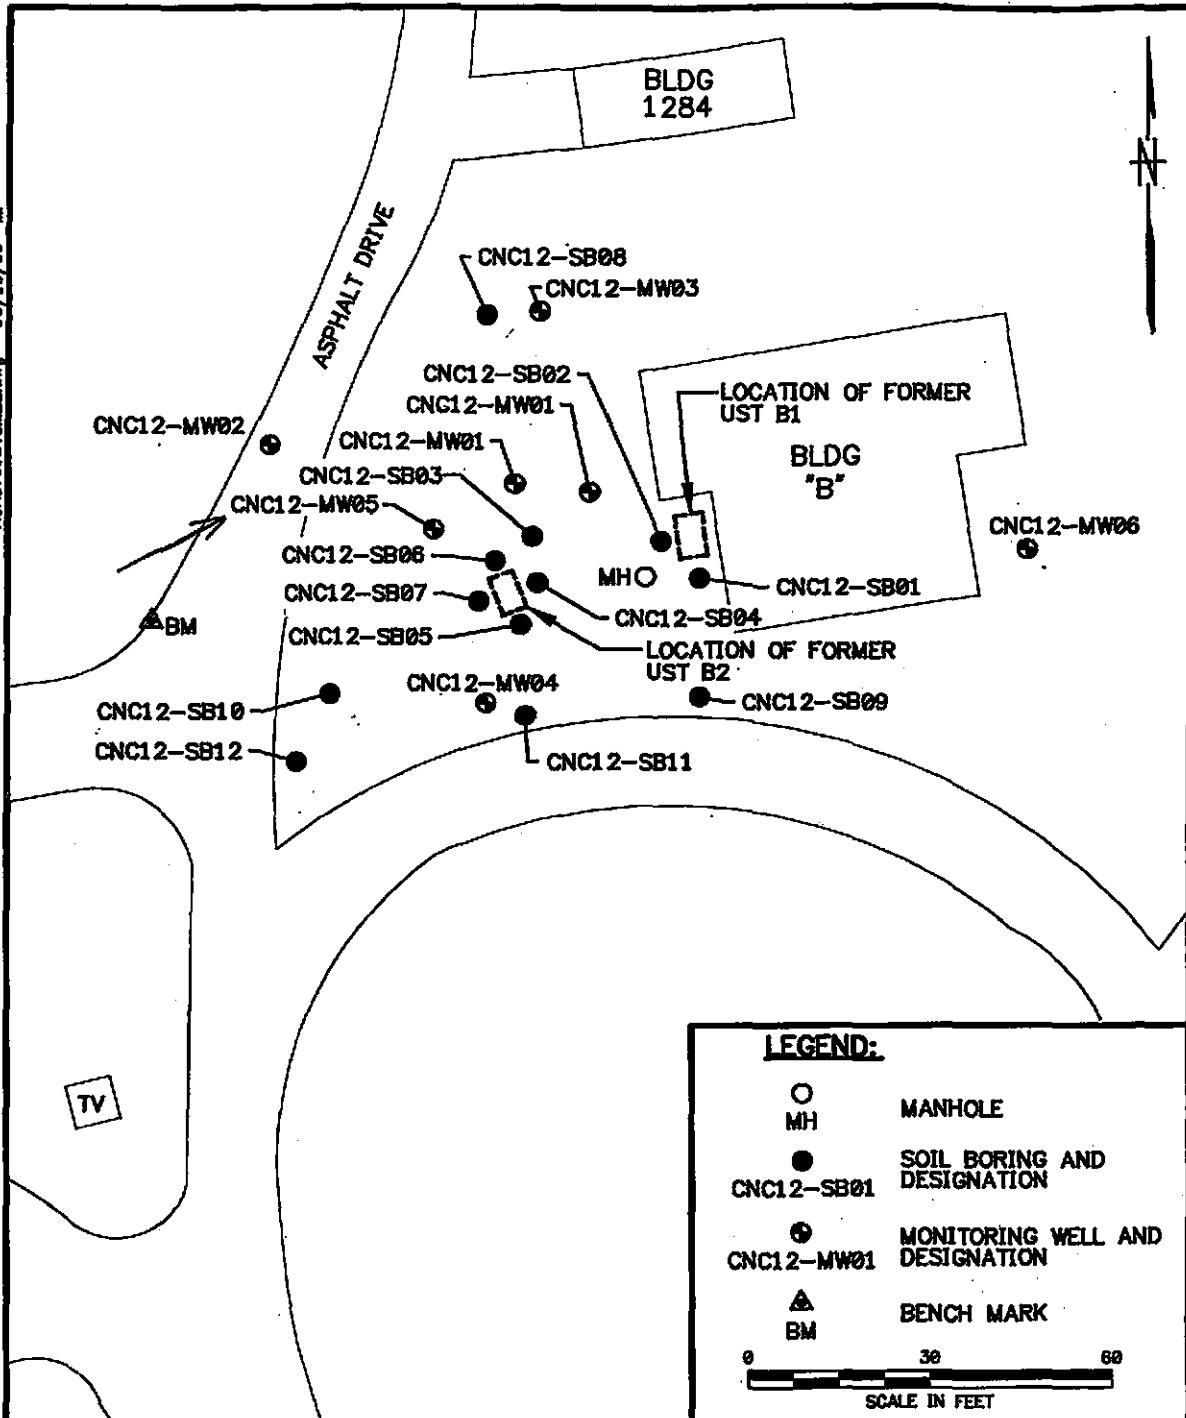 BLDG
1284
N
ASPHALT DRIVE
CNC12-SB08
CNC12-MW03
CNC12-SB02
LOCATION OF FORMER
UST B1
CNC12-MW01
CNC12-MW02
CNC12-MW01
BLDG
"B"
CNC12-SB03
CNC12-MW05
CNC12-MW06
CNC12-SB06
MH
CNC12-SB01
CNC12-SB07
CNC12-SB04
BM
CNC12-SB05
LOCATION OF FORMER
UST B2
CNC12-MW04
CNC12-SB09
CNC12-SB10
CNC12-SB12
CNC12-SB11
TV
LEGEND:
MH
MANHOLE
CNC12-SB01
SOIL BORING AND
DESIGNATION
CNC12-MW01
MONITORING WELL AND
DESIGNATION
BM
BENCH MARK
0 30 60
SCALE IN FEET